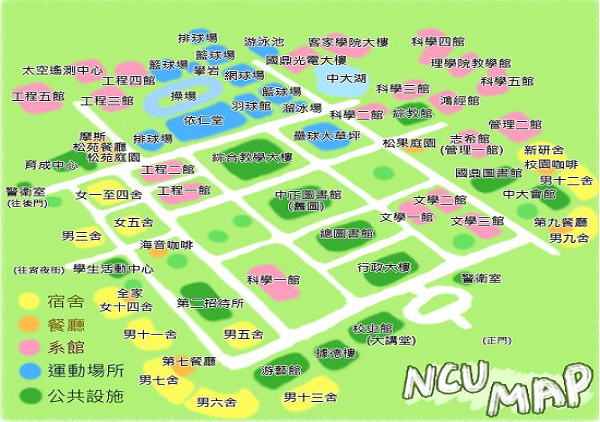 排球場
游泳池
客家學院大樓
科學四館
籃球場
國鼎光電大樓
理學院教學館
太空遙測中心
籃球場
攀岩
網球場
中大湖
工程四館
籃球場
科學三館
科學五館
工程五館
工程三館
操場
羽球館
溜冰場
科學二館
綜教館
鴻經館
依仁堂
管理二館
摩斯
松苑餐廳
松苑庭園
排球場
壘球大草坪
松果庭園
志希館
(管理一館)
新研舍
校園咖啡
育成中心
綜合教學大樓
工程二館
國鼎圖書館
男十二舍
警衛室
(往後門)
女一至四舍
工程一館
中正圖書館
(舊圖)
文學二館
中大會館
女五舍
文學一館
文學三館
第九餐廳
男九舍
男三舍
海音咖啡
總圖書館
(往宵夜街)
學生活動中心
科學一館
行政大樓
警衛室
全家
女十四舍
第二招待所
宿舍
餐廳
系館
運動場所
公共設施
男十一舍
男五舍
校史館
(大講堂)
(正門)
第七餐廳
據德樓
男七舍
游藝館
男六舍
男十三舍
NCU MAP